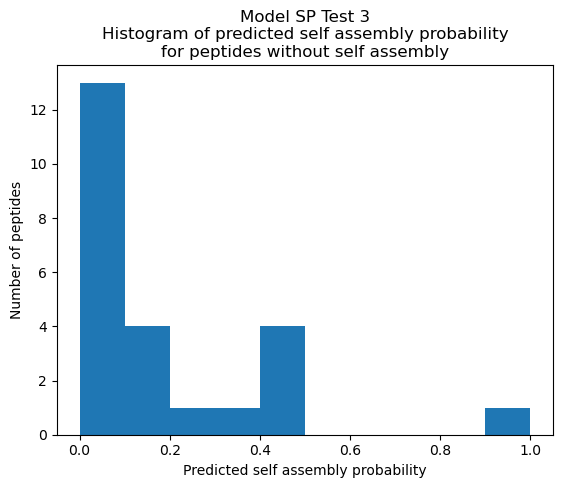 Model SP Test 3
Histogram of predicted self assembly probability
for peptides without self assembly
12
10
8
6
4
2
0
Number of peptides
0.0 0.2 0.4 0.6 0.8 1.0
Predicted self assembly probability